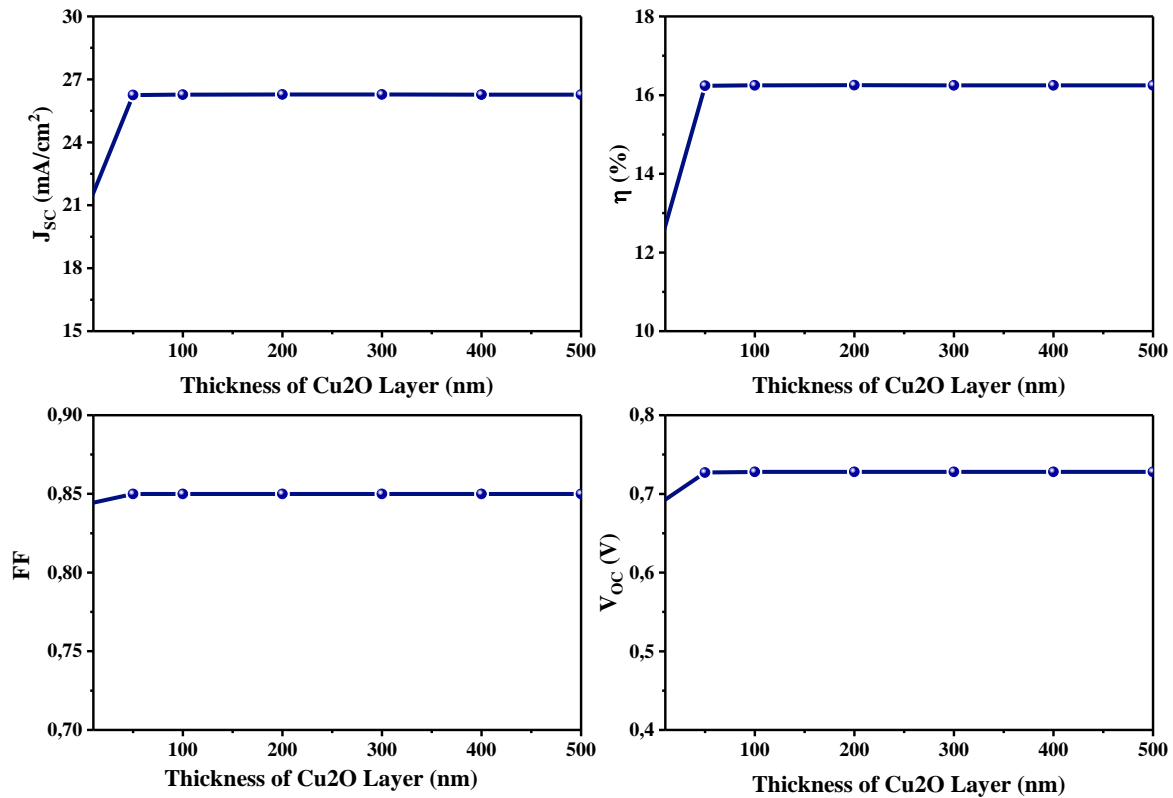 30
27
24
21
18
15
J_SC (mA/cm²)
100 200 300 400 500
Thickness of Cu2O Layer (nm)
18
16
14
12
10
η (%)
100 200 300 400 500
Thickness of Cu2O Layer (nm)
0,90
0,85
0,80
0,75
0,70
FF
100 200 300 400 500
Thickness of Cu2O Layer (nm)
0,8
0,7
0,6
0,5
0,4
V_OC (V)
100 200 300 400 500
Thickness of Cu2O Layer (nm)